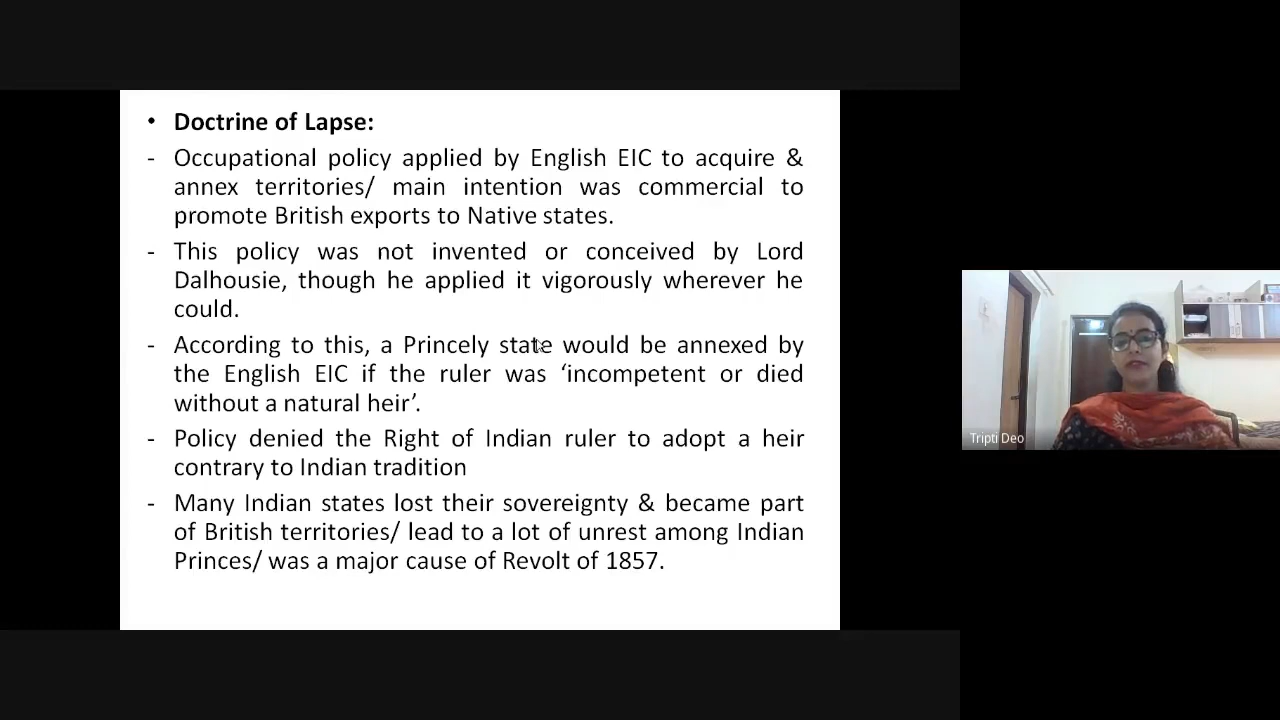 • Doctrine of Lapse:
- Occupational policy applied by English EIC to acquire &
annex territories/ main intention was commercial to
promote British exports to Native states.
- This policy was not invented or conceived by Lord
Dalhousie, though he applied it vigorously wherever he
could.
- According to this, a Princely state would be annexed by
the English EIC if the ruler was ‘incompetent or died
without a natural heir’.
- Policy denied the Right of Indian ruler to adopt a heir
contrary to Indian tradition
- Many Indian states lost their sovereignty & became part
of British territories/ lead to a lot of unrest among Indian
Princes/ was a major cause of Revolt of 1857.
Tripti Deo